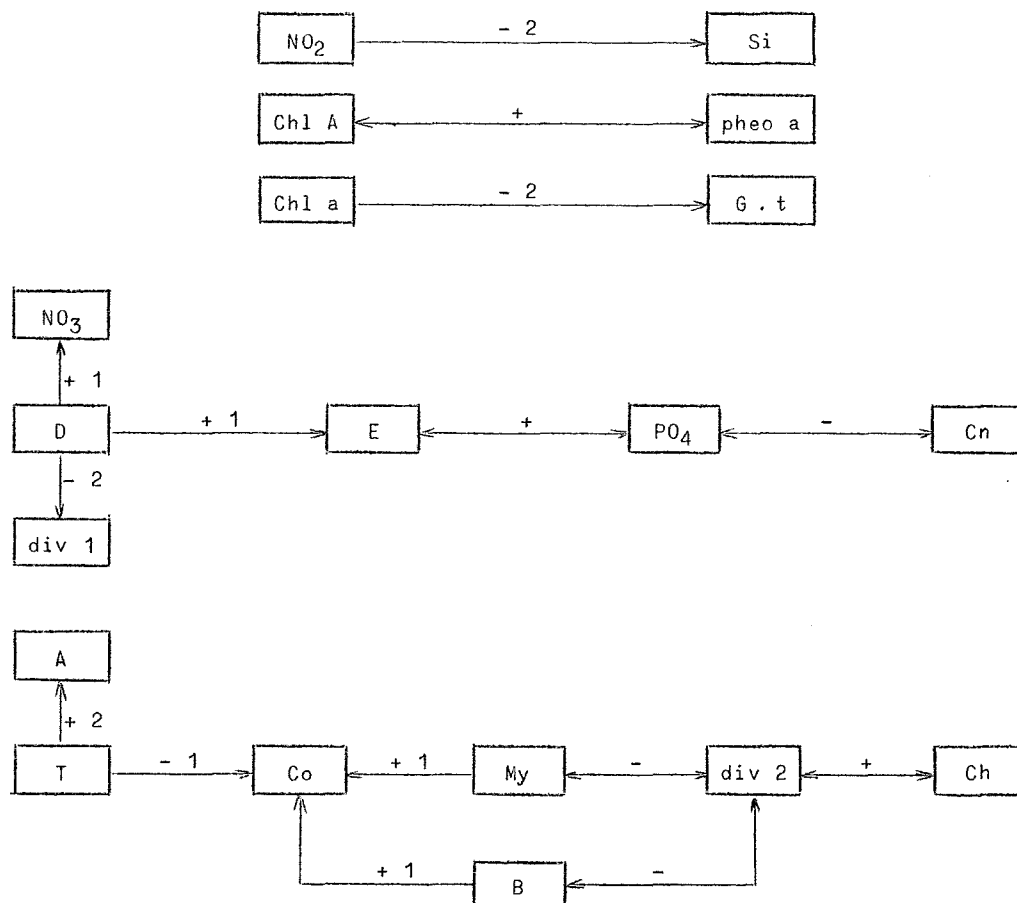 NO2 - 2 Si
Chl A + pheo a
Chl a - 2 G.t
NO3
+ 1
D + 1 E + PO4 - Cn
- 2
div 1
A
+ 2
T - 1 Co + 1 My - div 2 + Ch
+ 1 B -